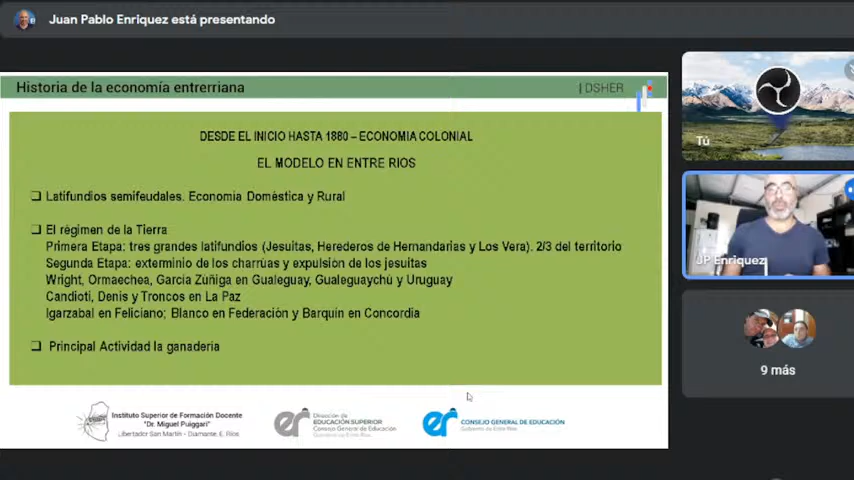 Juan Pablo Enriquez está presentando
Historia de la economía entrerriana
| DSHER
DESDE EL INICIO HASTA 1880 – ECONOMIA COLONIAL
EL MODELO EN ENTRE RIOS
Latifundios semifeudales. Economía Doméstica y Rural
El régimen de la Tierra
Primera Etapa: tres grandes latifundios (Jesuitas, Herederos de Hernandarias y Los Vera). 2/3 del territorio
Segunda Etapa: exterminio de los charrúas y expulsión de los jesuitas
Wright, Ormaechea, García Zúñiga en Gualeguay, Gualeguaychú y Uruguay
Candioti, Denis y Troncos en La Paz
Igarzabal en Feliciano; Blanco en Federación y Barquín en Concordia
Principal Actividad la ganadería
Instituto Superior de Formación Docente
"Dr. Miguel Puiggari"
Libertador San Martín - Diamante, E. Ríos
er
Dirección de
EDUCACIÓN SUPERIOR
Consejo General de Educación
Gobierno de Entre Ríos
er
CONSEJO GENERAL DE EDUCACIÓN
Gobierno de Entre Ríos
Tú
JP Enriquez
9 más